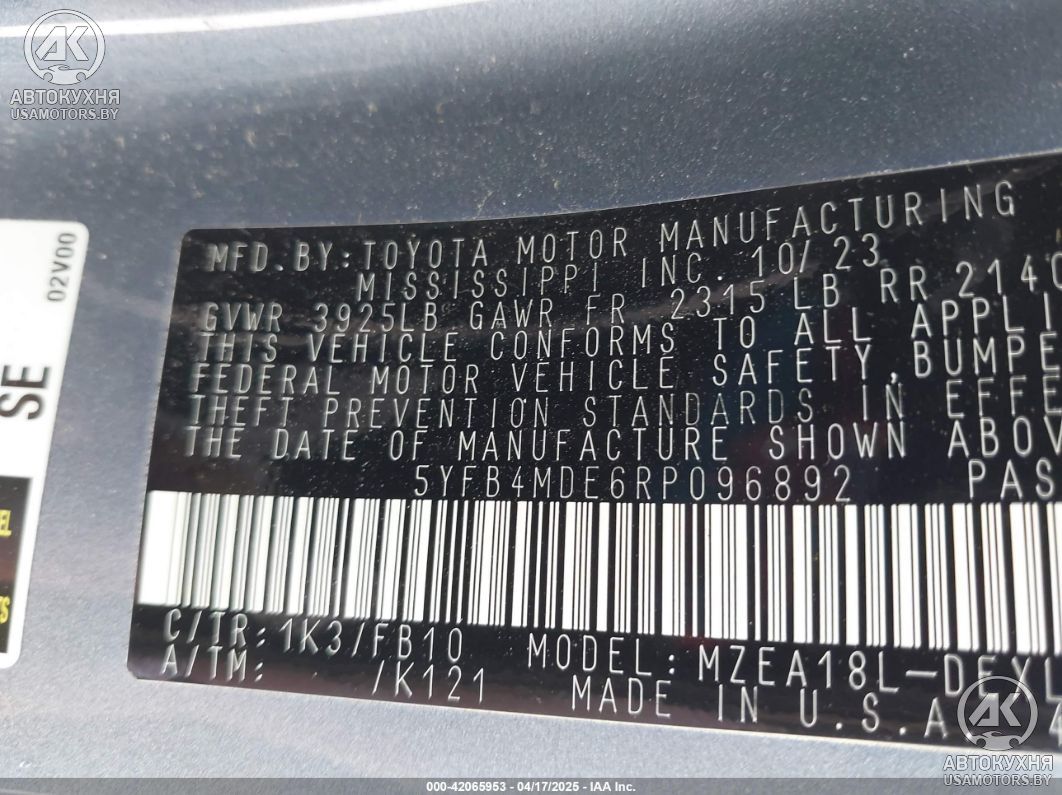 AK
АВТОКУХНЯ
USAMOTORS.BY
02V00
SE
MFD.BY:TOYOTA MOTOR MANUFACTURING
MISSISSIPPI INC. 10/23
GVWR 3925LB GAWR FR 2315 LB RR 2140
THIS VEHICLE CONFORMS TO ALL APPLI
FEDERAL MOTOR VEHICLE SAFETY,BUMPE
THEFT PREVENTION STANDARDS IN EFFE
THE DATE OF MANUFACTURE SHOWN ABOV
5YFB4MDE6RP096892 PAS
C/TR:1K3/FB10 MODEL:MZEA18L-DEXL
A/TM: /K121 MADE IN U.S.A
AK
АВТОКУХНЯ
USAMOTORS.BY
000-42065953 - 04/17/2025 - IAA Inc.